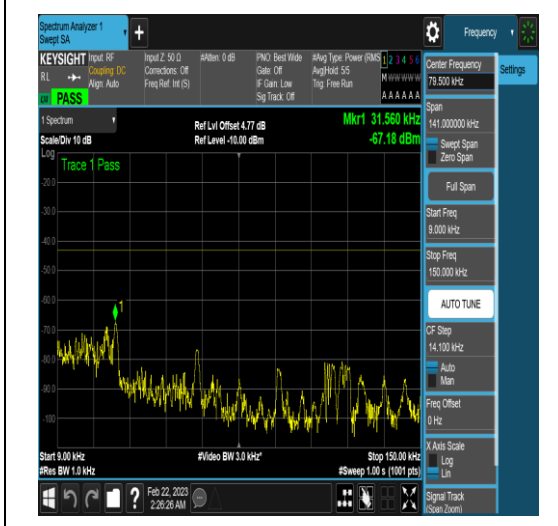 Spectrum Analyzer 1
Swept SA
+
Frequency
KEYSIGHT
RL
PASS
Input: RF
Coupling: DC
Align: Auto
Input Z: 50 Ω
Corrections: Off
Freq Ref: Int (S)
#Atten: 0 dB
PNO: Best Wide
Gate: Off
IF Gain: Low
Sig Track: Off
#Avg Type: Power (RMS
Avg|Hold: 5/5
Trig: Free Run
1 2 3 4 5 6
M W W W W W
A A A A A A
1 Spectrum
Scale/Div 10 dB
Log
Ref Lvl Offset 4.77 dB
Ref Level -10.00 dBm
Mkr1 31.560 kHz
-67.18 dBm
Trace 1 Pass
1
-20.0
-30.0
-40.0
-50.0
-60.0
-70.0
-80.0
-90.0
-100
Start 9.00 kHz
#Res BW 1.0 kHz
#Video BW 3.0 kHz*
Stop 150.00 kHz
#Sweep 1.00 s (1001 pts)
?
Feb 22, 2023
2:26:26 AM
Center Frequency
79.500 kHz
Settings
Span
141.000000 kHz
Swept Span
Zero Span
Full Span
Start Freq
9.000 kHz
Stop Freq
150.000 kHz
AUTO TUNE
CF Step
14.100 kHz
Auto
Man
Freq Offset
0 Hz
X Axis Scale
Log
Lin
Signal Track
(Span Zoom)